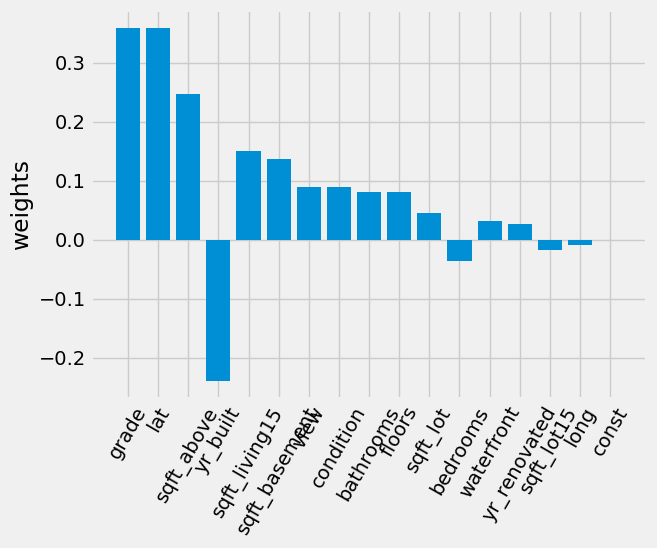 weights
0.3
0.2
0.1
0.0
−0.1
−0.2
grade
lat
sqft_above
yr_built
sqft_living15
sqft_basement
view
condition
bathrooms
floors
sqft_lot
bedrooms
waterfront
yr_renovated
sqft_lot15
long
const